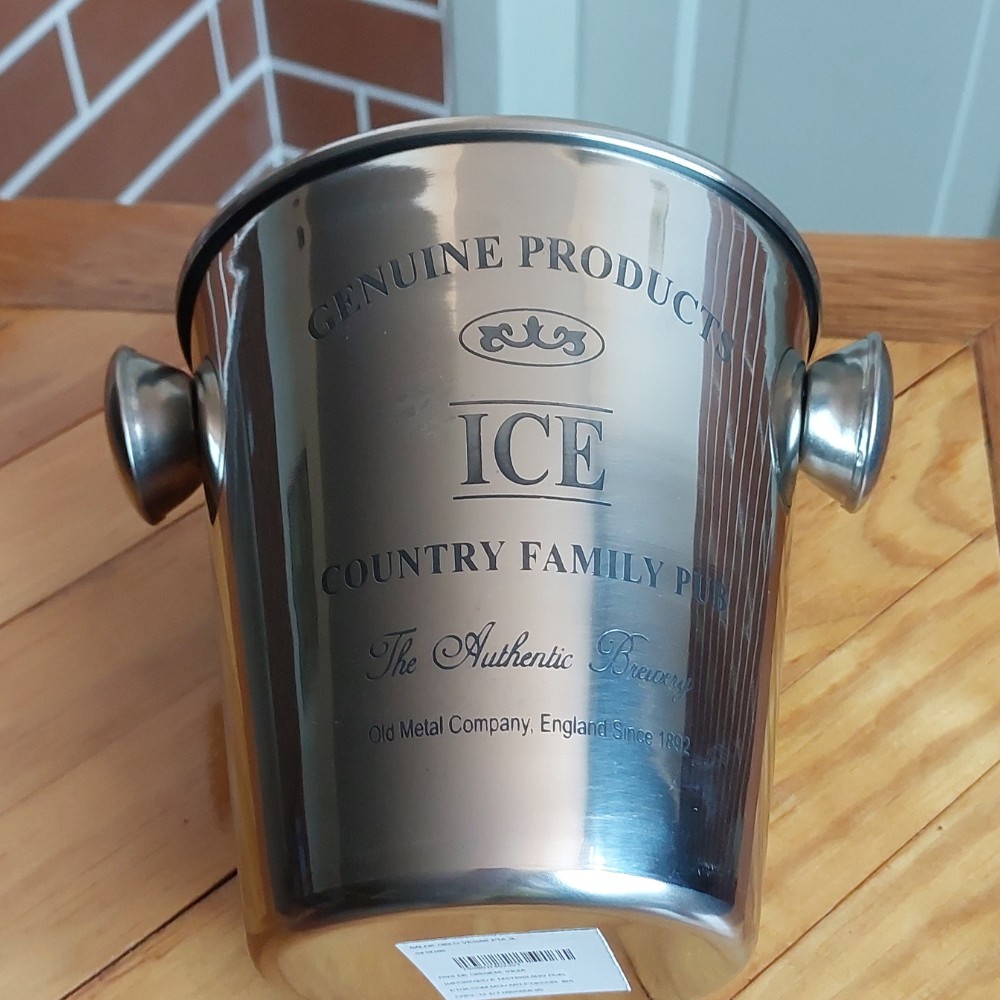 GENUINE PRODUCTS
ICE
COUNTRY FAMILY PUB
The Authentic Brewery
Old Metal Company, England Since 1892